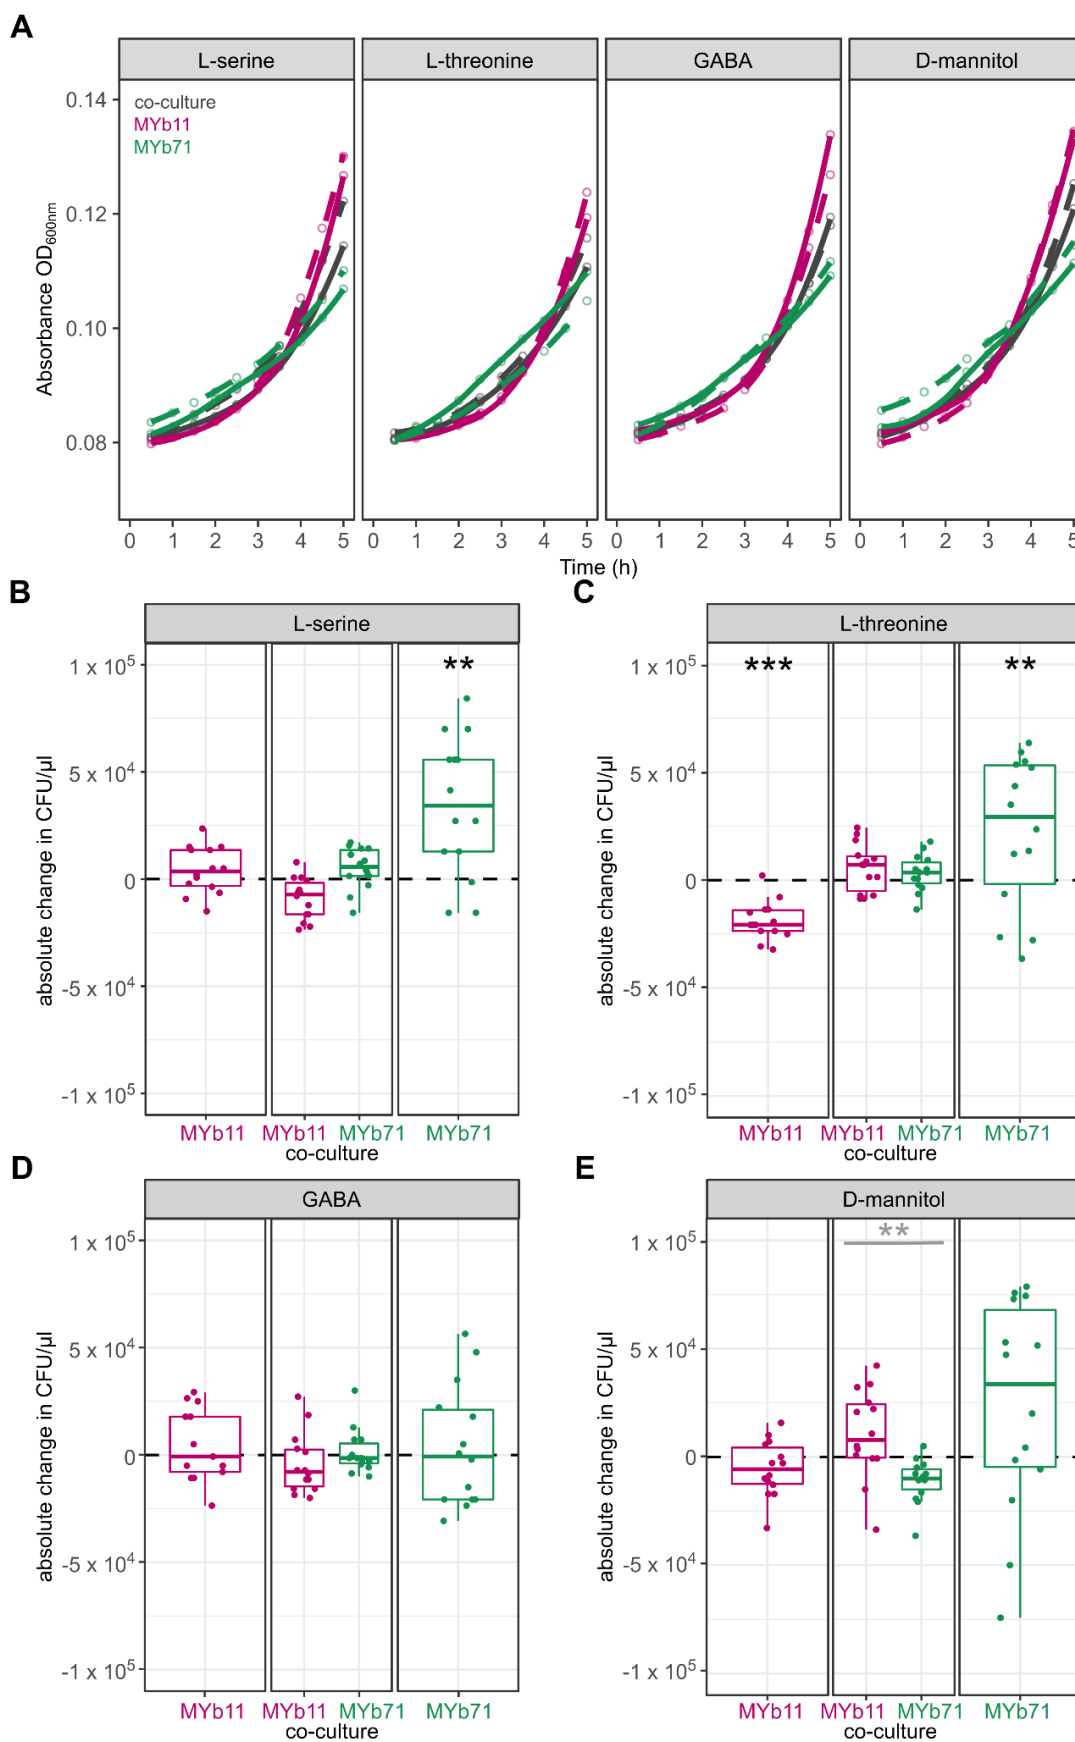 A
L-serine L-threonine GABA D-mannitol
co-culture
MYb11
MYb71
Absorbance OD600nm
0.14
0.12
0.10
0.08
0 1 2 3 4 5 0 1 2 3 4 5 0 1 2 3 4 5 0 1 2 3 4 5
Time (h)
B
L-serine
absolute change in CFU/µl
1 x 10^5
5 x 10^4
0
-5 x 10^4
-1 x 10^5
**
MYb11 MYb11 MYb71 MYb71
co-culture
C
L-threonine
absolute change in CFU/µl
1 x 10^5
5 x 10^4
0
-5 x 10^4
-1 x 10^5
*** **
MYb11 MYb11 MYb71 MYb71
co-culture
D
GABA
absolute change in CFU/µl
1 x 10^5
5 x 10^4
0
-5 x 10^4
-1 x 10^5
MYb11 MYb11 MYb71 MYb71
co-culture
E
D-mannitol
absolute change in CFU/µl
1 x 10^5
5 x 10^4
0
-5 x 10^4
-1 x 10^5
**
MYb11 MYb11 MYb71 MYb71
co-culture